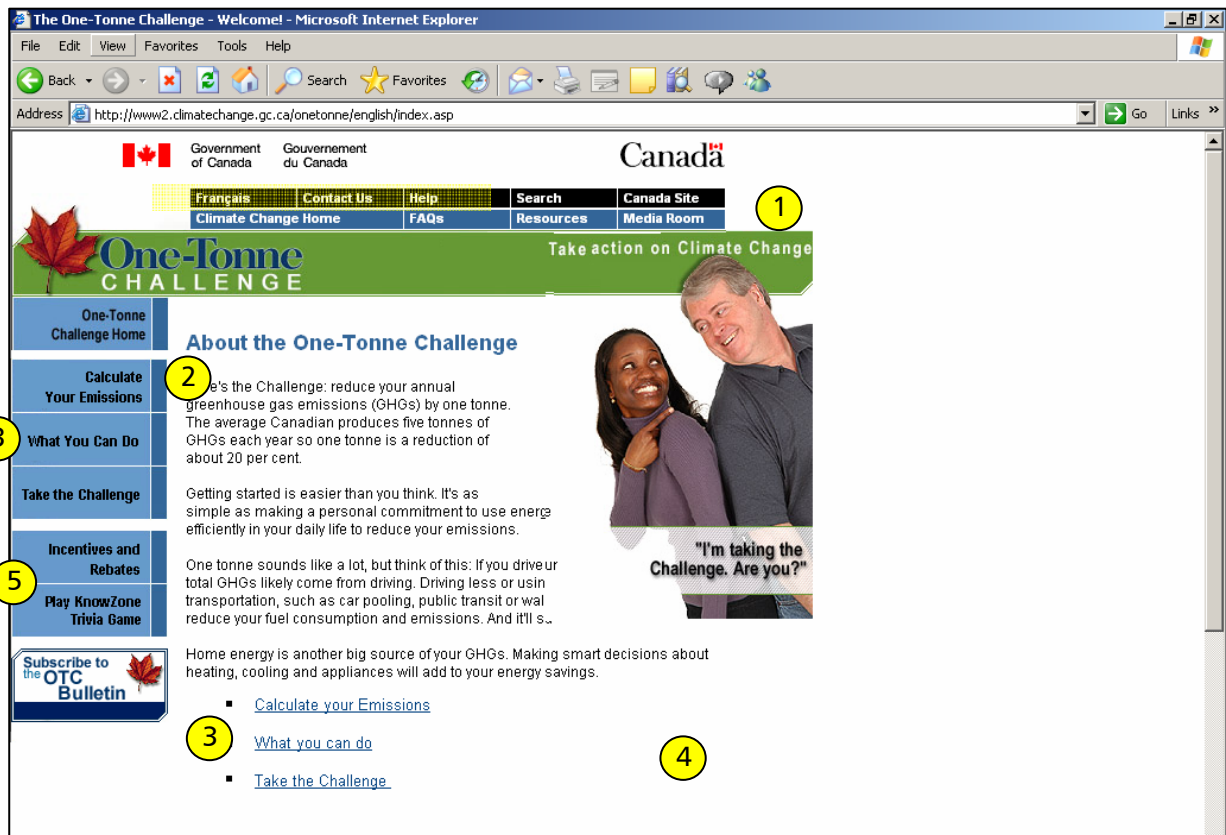 The One-Tonne Challenge - Welcome! - Microsoft Internet Explorer
File Edit View Favorites Tools Help
Back Search Favorites
Address http://www2.climatechange.gc.ca/onetonne/english/index.asp Go Links »
Government of Canada
Gouvernement du Canada
Canada
Français Contact Us Help Search Canada Site
Climate Change Home FAQs Resources Media Room
1
One-Tonne
CHALLENGE
Take action on Climate Change
One-Tonne
Challenge Home
Calculate
Your Emissions
2
3
What You Can Do
Take the Challenge
Incentives and
Rebates
5
Play KnowZone
Trivia Game
Subscribe to
the OTC
Bulletin
About the One-Tonne Challenge
e's the Challenge: reduce your annual
greenhouse gas emissions (GHGs) by one tonne.
The average Canadian produces five tonnes of
GHGs each year so one tonne is a reduction of
about 20 per cent.
Getting started is easier than you think. It's as
simple as making a personal commitment to use energ
efficiently in your daily life to reduce your emissions.
One tonne sounds like a lot, but think of this: If you drive ur
total GHGs likely come from driving. Driving less or usin
transportation, such as car pooling, public transit or wal
reduce your fuel consumption and emissions. And it'll s
"I'm taking the
Challenge. Are you?"
Home energy is another big source of your GHGs. Making smart decisions about
heating, cooling and appliances will add to your energy savings.
Calculate your Emissions
3
What you can do
4
Take the Challenge